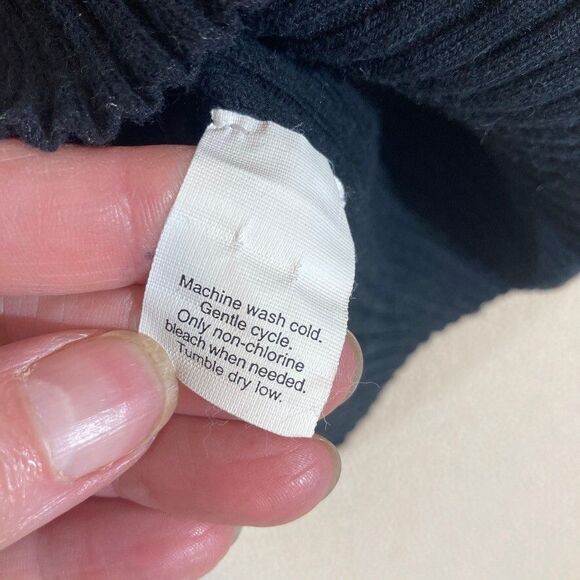 Machine wash cold.
Gentle cycle.
Only non-chlorine
bleach when needed.
Tumble dry low.